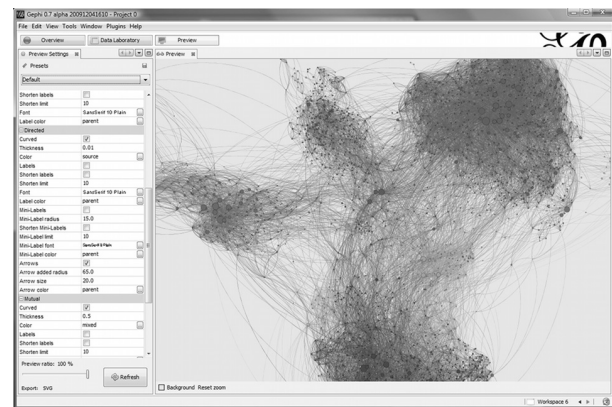 Gephi 0.7 alpha 200912041610 - Project 0
File Edit View Tools Window Plugins Help
Overview Data Laboratory Preview
Preview Settings Preview
Presets
Default
Shorten labels
Shorten limit 10
Font SansSerif 10 Plain
Label color parent
Directed
Curved
Thickness 0.01
Color source
Labels
Shorten labels
Shorten limit 10
Font SansSerif 10 Plain
Label color parent
Mini-Labels
Mini-Label radius 15.0
Shorten Mini-Labels
Mini-Label limit 10
Mini-Label font SansSerif 8 Plain
Mini-Label color parent
Arrows
Arrow added radius 65.0
Arrow size 20.0
Arrow color parent
Mutual
Curved
Thickness 0.5
Color mixed
Labels
Shorten labels
Shorten limit 10
Preview ratio: 100 %
Refresh
Export: SVG
Background Reset zoom
Workspace 6